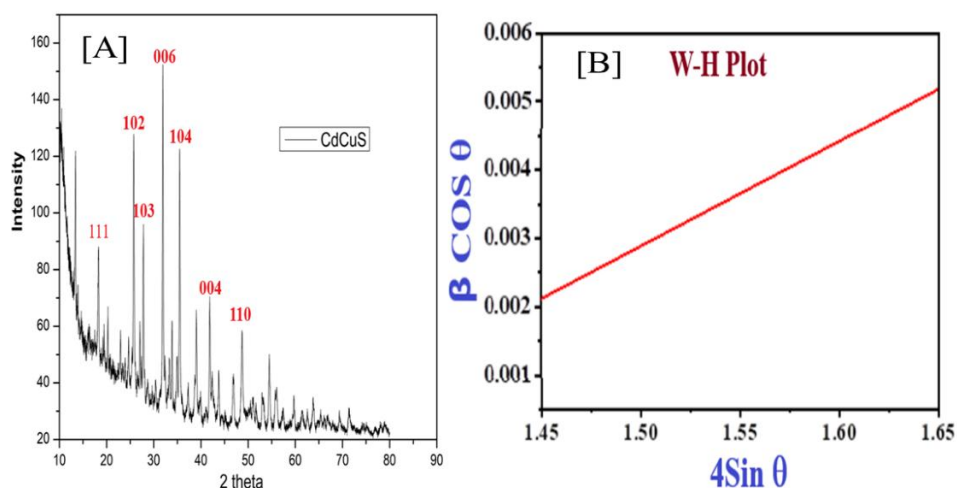 [A]
160
140
120
100
80
60
40
20
Intensity
10 20 30 40 50 60 70 80 90
2 theta
111
102
103
006
104
004
110
CdCuS
[B] W-H Plot
0.006
0.005
0.004
0.003
0.002
0.001
β COS θ
1.45 1.50 1.55 1.60 1.65
4Sin θ